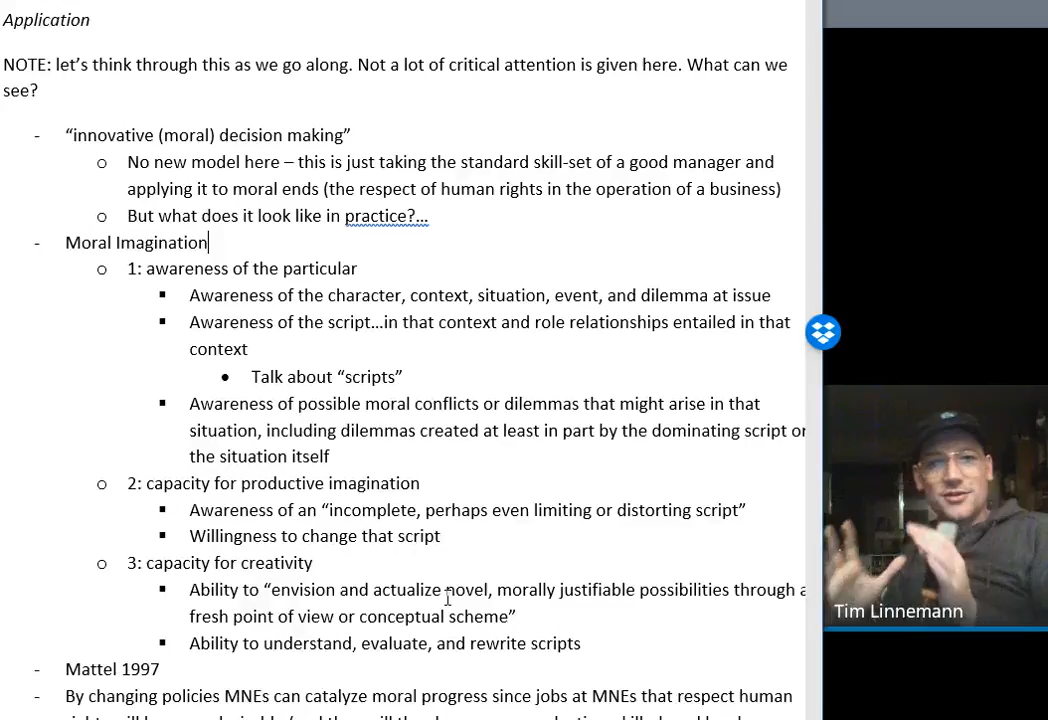 Application
NOTE: let’s think through this as we go along. Not a lot of critical attention is given here. What can we
see?
- “innovative (moral) decision making”
o No new model here – this is just taking the standard skill-set of a good manager and
applying it to moral ends (the respect of human rights in the operation of a business)
o But what does it look like in practice?...
- Moral Imagination
o 1: awareness of the particular
▪ Awareness of the character, context, situation, event, and dilemma at issue
▪ Awareness of the script...in that context and role relationships entailed in that
context
• Talk about “scripts”
▪ Awareness of possible moral conflicts or dilemmas that might arise in that
situation, including dilemmas created at least in part by the dominating script or
the situation itself
o 2: capacity for productive imagination
▪ Awareness of an “incomplete, perhaps even limiting or distorting script”
▪ Willingness to change that script
o 3: capacity for creativity
▪ Ability to “envision and actualize novel, morally justifiable possibilities through a
fresh point of view or conceptual scheme”
▪ Ability to understand, evaluate, and rewrite scripts
- Mattel 1997
- By changing policies MNEs can catalyze moral progress since jobs at MNEs that respect human
Tim Linnemann